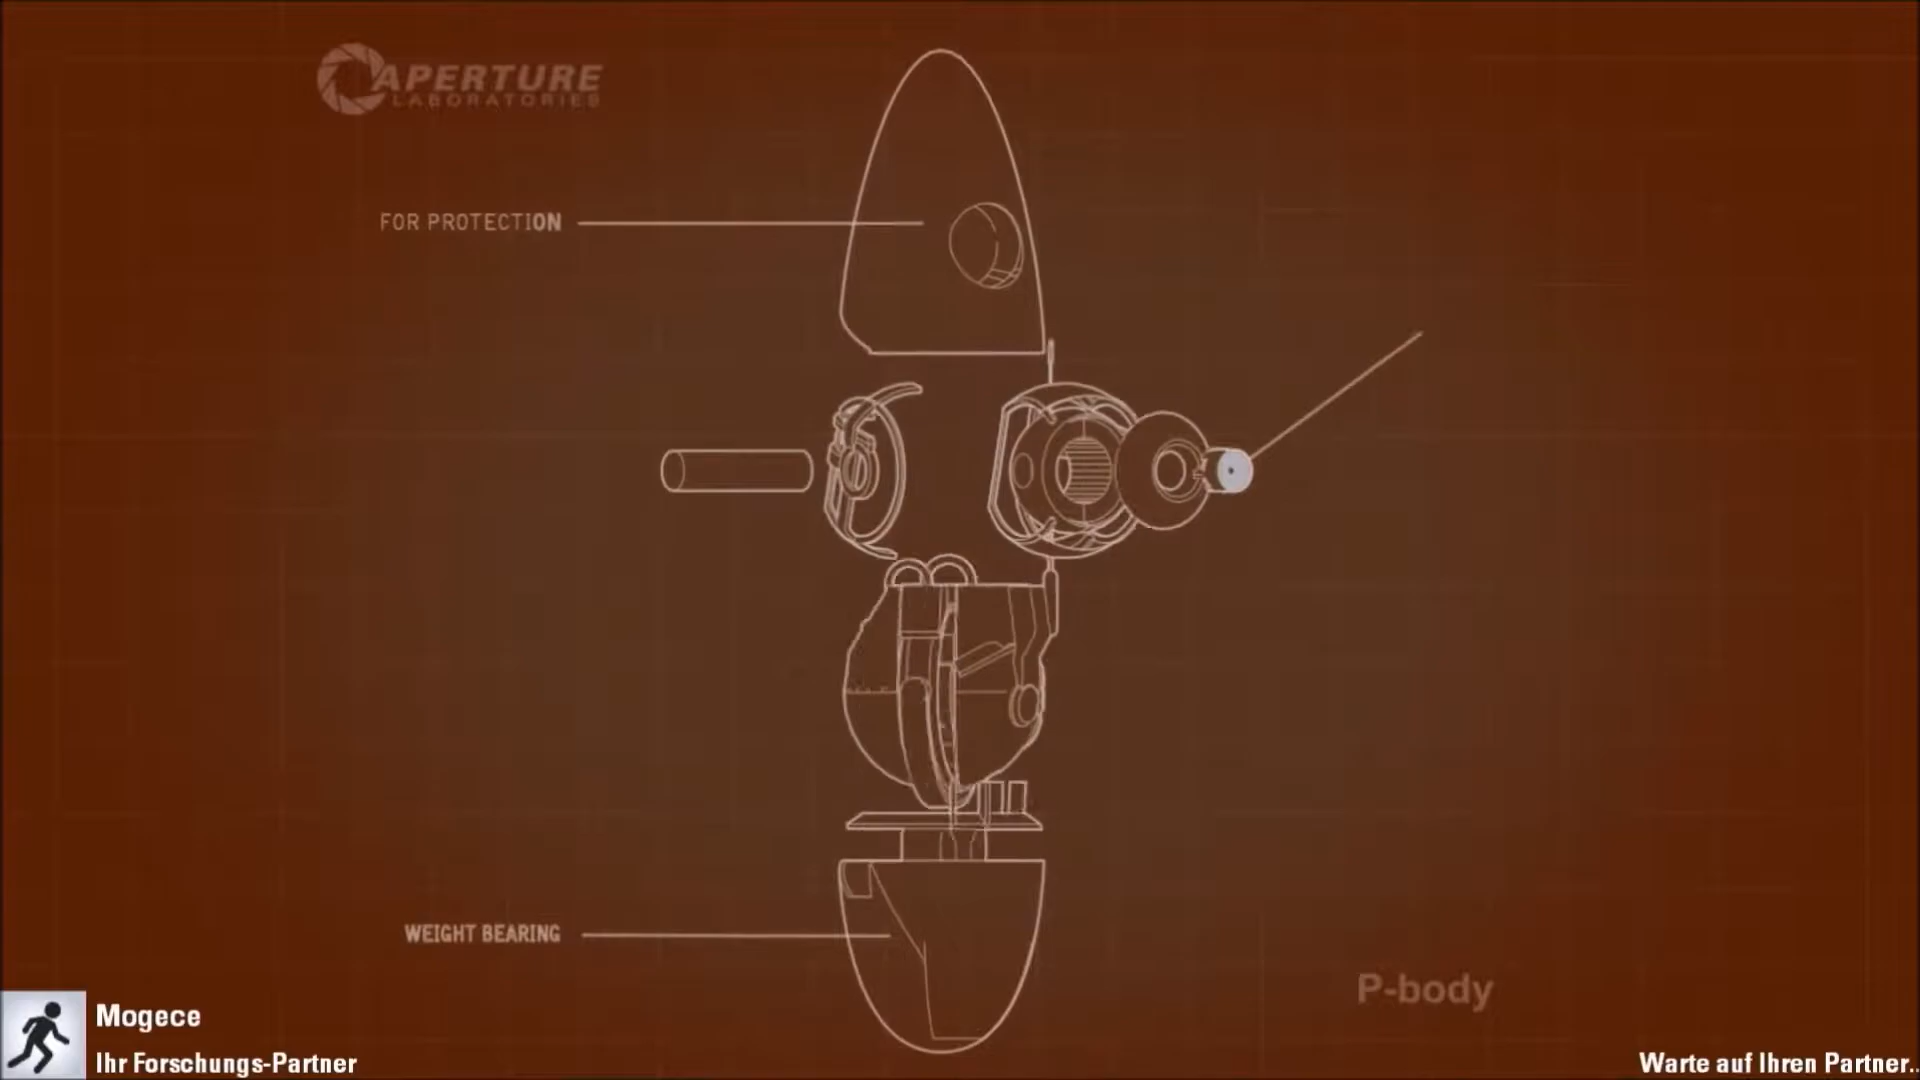 APERTURE
LABORATORIES
FOR PROTECTION
WEIGHT BEARING
P-body
Mogece
Ihr Forschungs-Partner
Warte auf Ihren Partner..